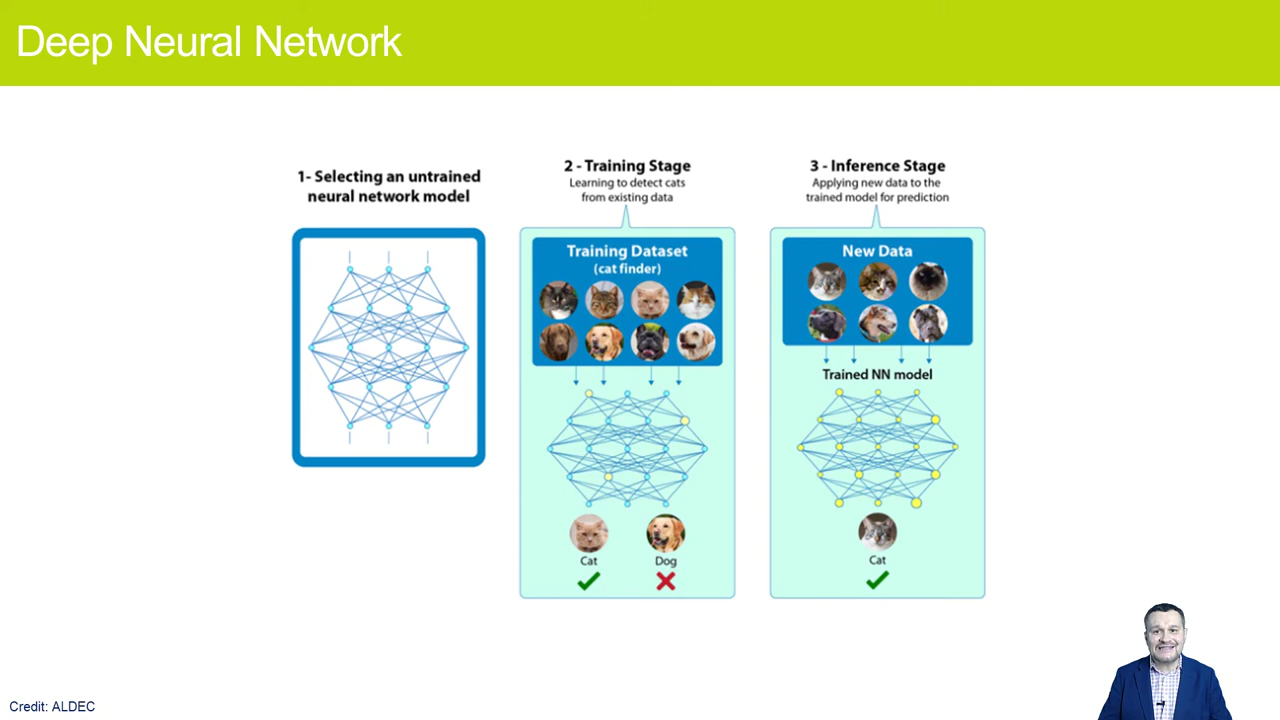 Deep Neural Network
1- Selecting an untrained
neural network model
2 - Training Stage
Learning to detect cats
from existing data
Training Dataset
(cat finder)
Cat
Dog
3 - Inference Stage
Applying new data to the
trained model for prediction
New Data
Trained NN model
Cat
Credit: ALDEC